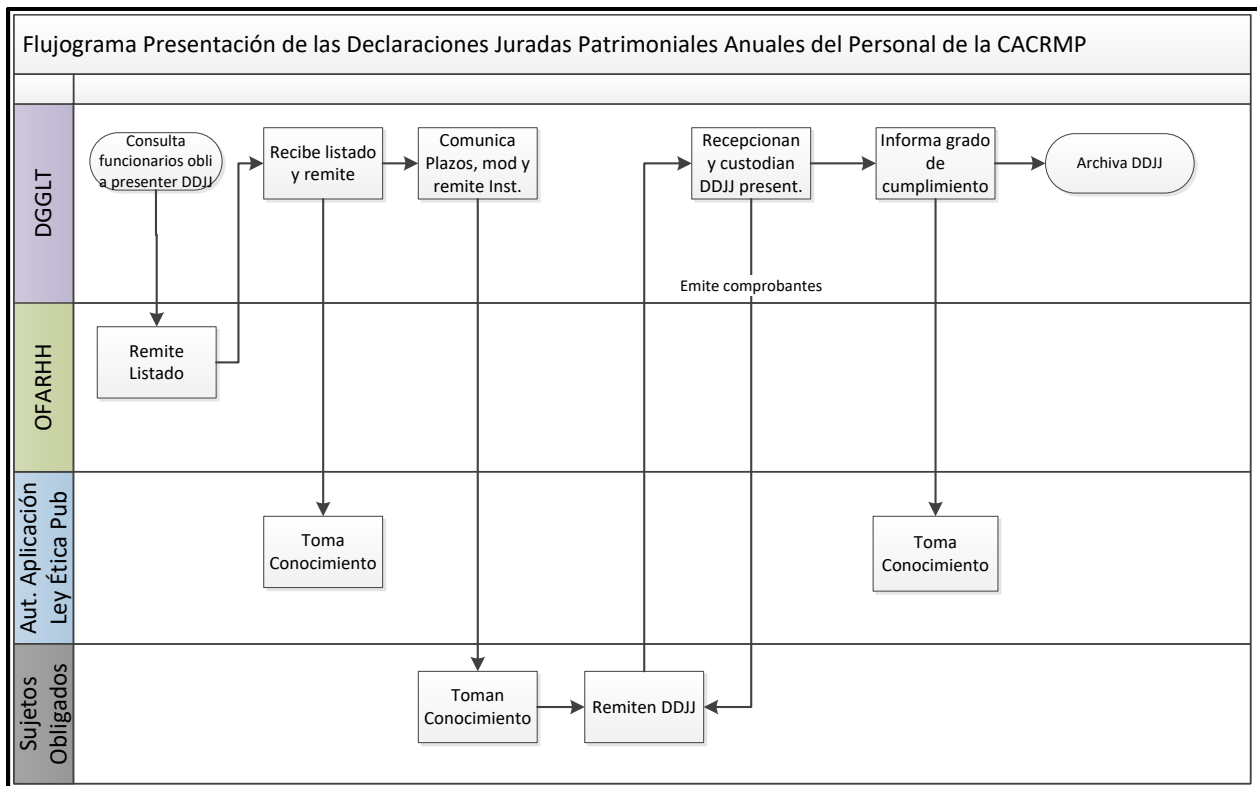 Flujograma Presentación de las Declaraciones Juradas Patrimoniales Anuales del Personal de la CACRMP
DGGLT
Consulta
funcionarios obli
a presenter DDJJ
Recibe listado
y remite
Comunica
Plazos, mod y
remite Inst.
Recepcionan
y custodian
DDJJ present.
Informa grado
de
cumplimiento
Archiva DDJJ
Emite comprobantes
OFARHH
Remite
Listado
Aut. Aplicación
Ley Ética Pub
Toma
Conocimiento
Toma
Conocimiento
Sujetos
Obligados
Toman
Conocimiento
Remiten DDJJ